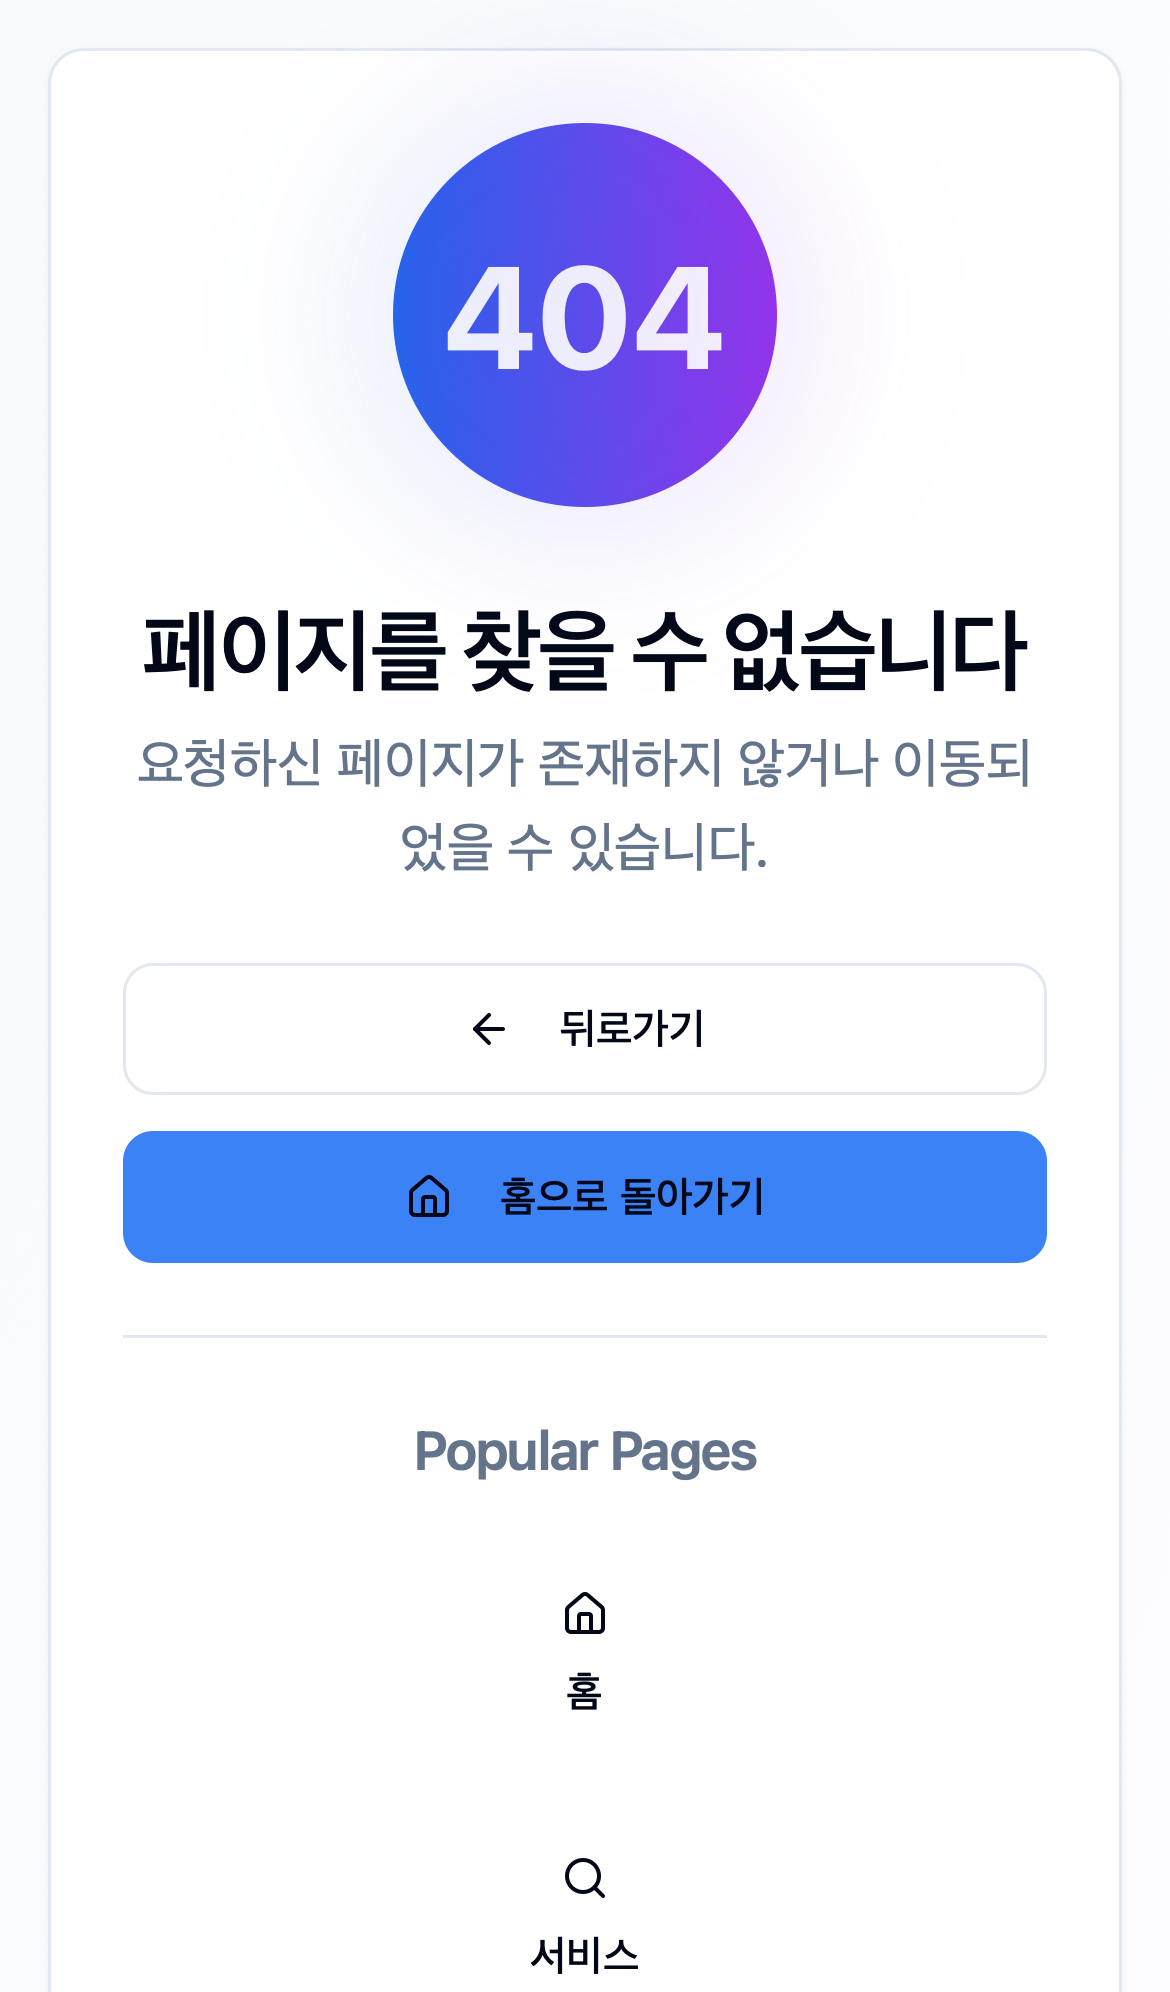 404
페이지를 찾을 수 없습니다
요청하신 페이지가 존재하지 않거나 이동되
었을 수 있습니다.
뒤로가기
홈으로 돌아가기
Popular Pages
홈
서비스